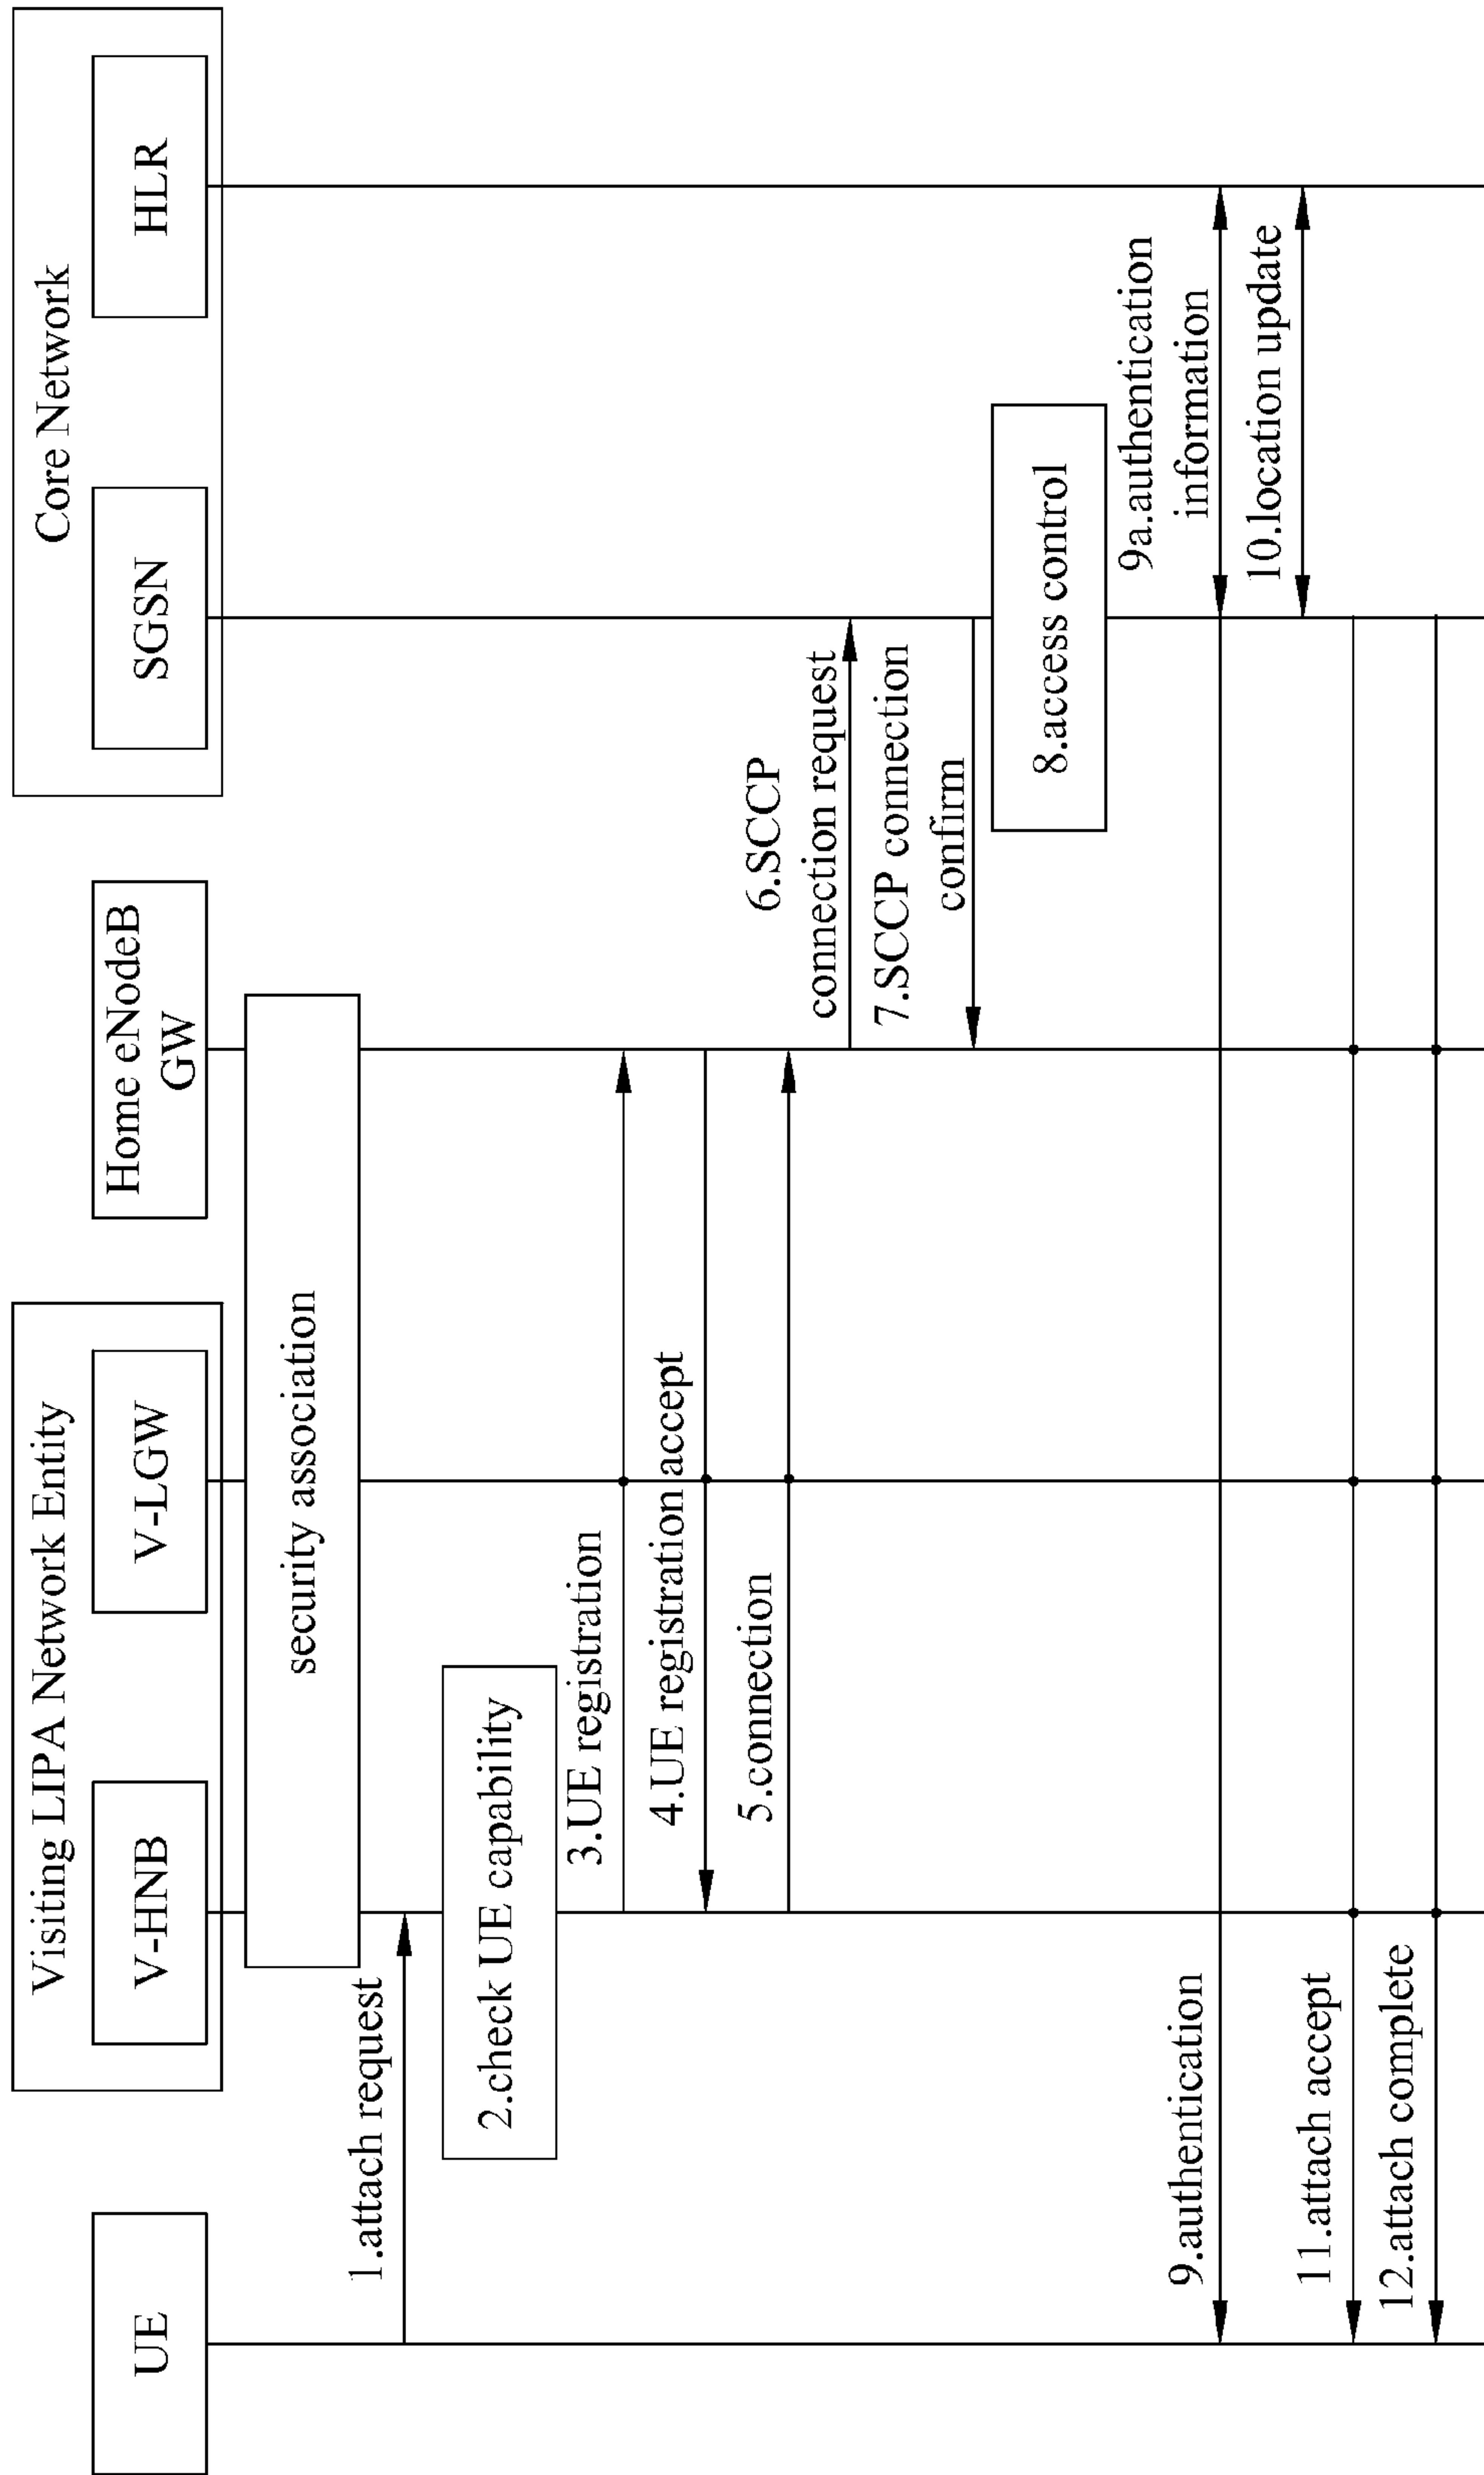 UE
Visiting LIPA Network Entity
V-HNB
V-LGW
Home eNodeB
GW
Core Network
SGSN
HLR
security association
1.attach request
2.check UE capability
3.UE registration
4.UE registration accept
5.connection
6.SCCP
connection request
7.SCCP connection
confirm
8.access control
9.authentication
9a.authentication
information
10.location update
11.attach accept
12.attach complete